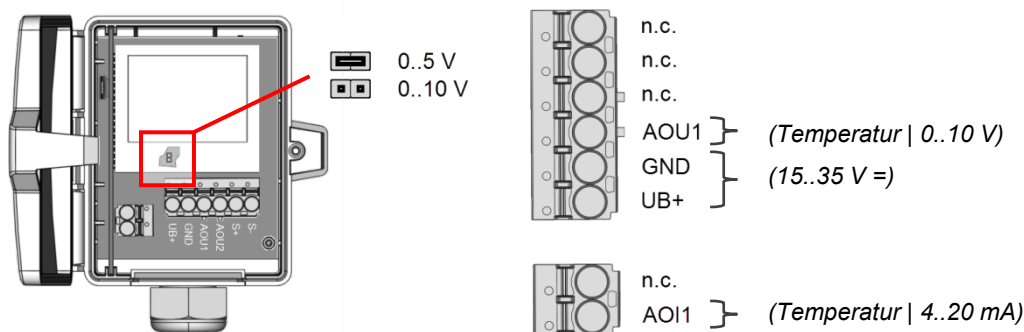 0..5 V
0..10 V
UB+
GND
AOU1
AOU2
S+
S-
n.c.
n.c.
n.c.
AOU1 (Temperatur | 0..10 V)
GND (15..35 V =)
UB+
n.c.
AOI1 (Temperatur | 4..20 mA)